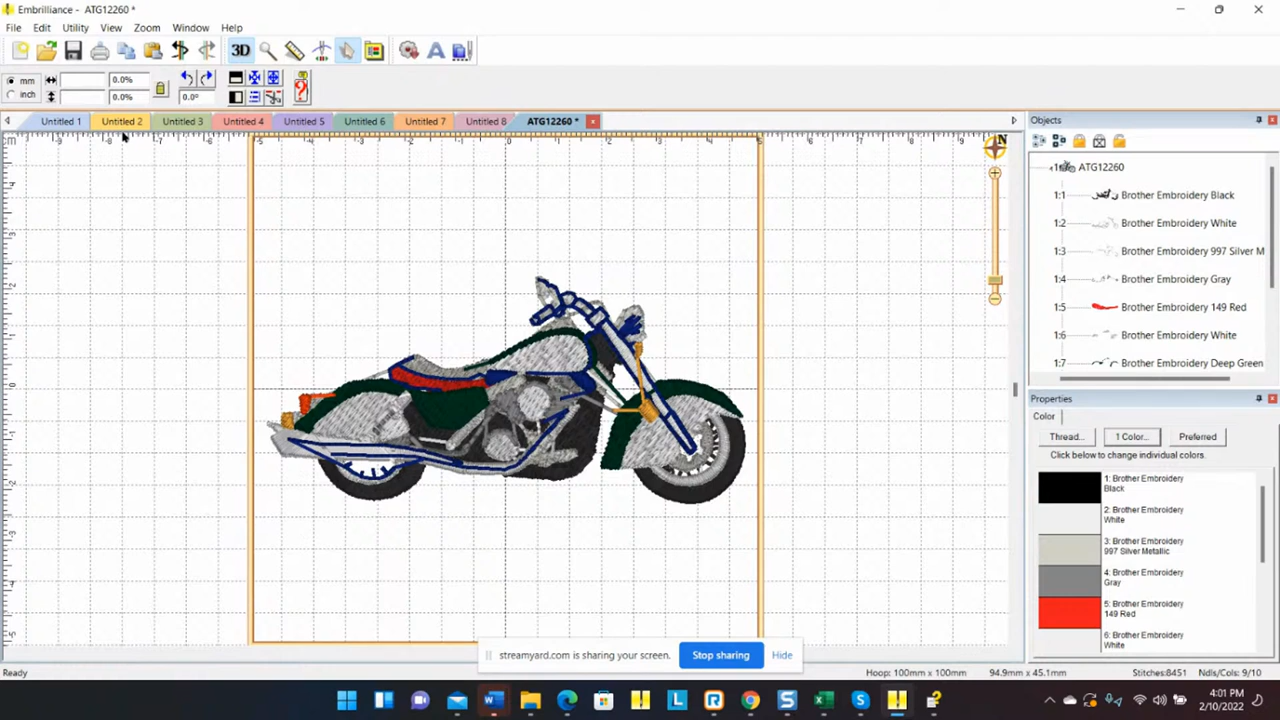 Embrilliance - ATG12260 *
File Edit Utility View Zoom Window Help
3D A
mm 0.0%
inch 0.0% 0.0°
Untitled 1 Untitled 2 Untitled 3 Untitled 4 Untitled 5 Untitled 6 Untitled 7 Untitled 8 ATG12260 * x
N
Objects
1 ATG12260
1:1 Brother Embroidery Black
1:2 Brother Embroidery White
1:3 Brother Embroidery 997 Silver M
1:4 Brother Embroidery Gray
1:5 Brother Embroidery 149 Red
1:6 Brother Embroidery White
1:7 Brother Embroidery Deep Green
Properties
Color
Thread... 1 Color... Preferred
Click below to change individual colors.
1: Brother Embroidery
Black
2: Brother Embroidery
White
3: Brother Embroidery
997 Silver Metallic
4: Brother Embroidery
Gray
5: Brother Embroidery
149 Red
6: Brother Embroidery
White
streamyard.com is sharing your screen. Stop sharing Hide
Ready Hoop: 100mm x 100mm 94.9mm x 45.1mm Stitches:8451 Ndls/Cols: 9/10
4:01 PM
2/10/2022